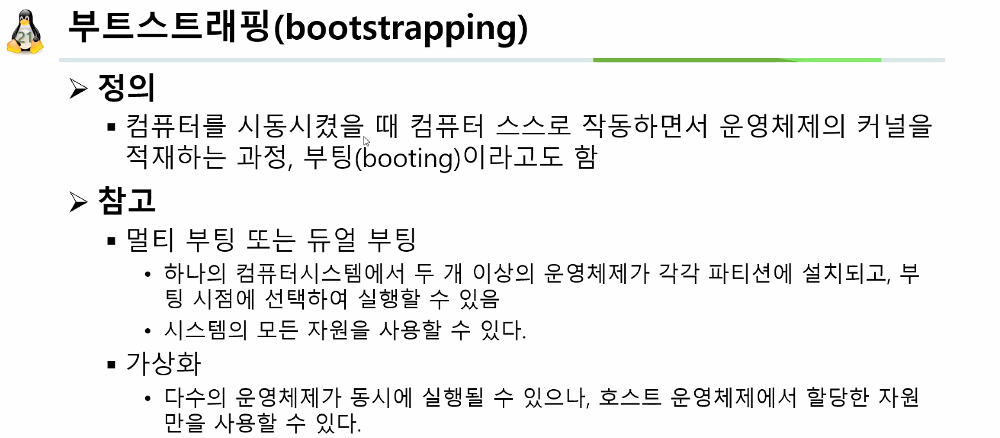 21
부트스트래핑(bootstrapping)
➢ 정의
▪ 컴퓨터를 시동시켰을 때 컴퓨터 스스로 작동하면서 운영체제의 커널을
적재하는 과정, 부팅(booting)이라고도 함
➢ 참고
▪ 멀티 부팅 또는 듀얼 부팅
• 하나의 컴퓨터시스템에서 두 개 이상의 운영체제가 각각 파티션에 설치되고, 부
팅 시점에 선택하여 실행할 수 있음
• 시스템의 모든 자원을 사용할 수 있다.
▪ 가상화
• 다수의 운영체제가 동시에 실행될 수 있으나, 호스트 운영체제에서 할당한 자원
만을 사용할 수 있다.